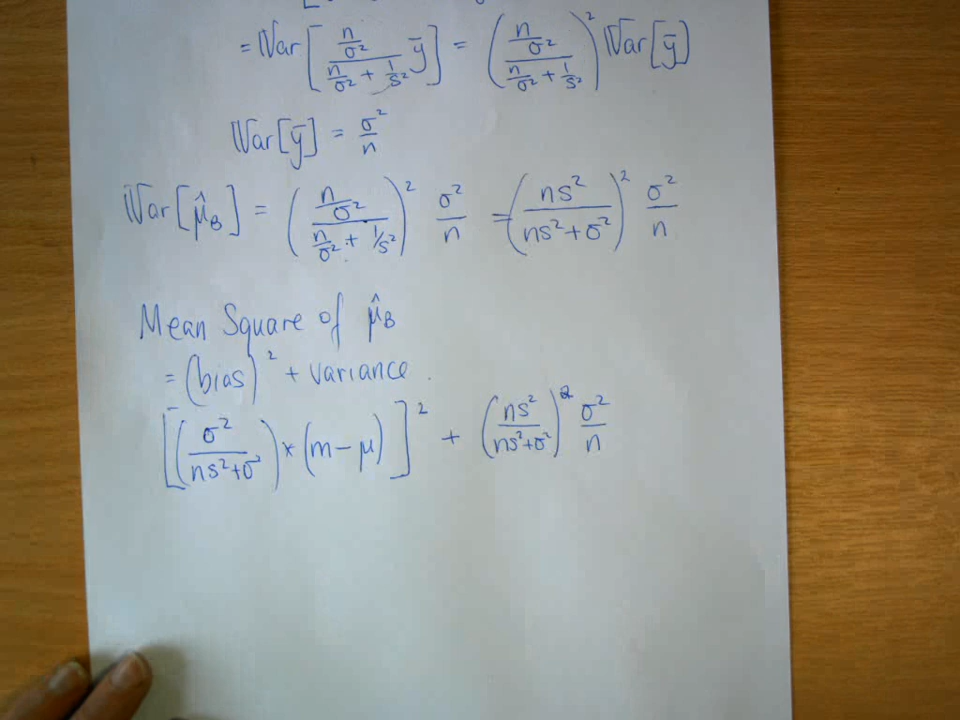 = Var[ (n/σ²)/(n/σ² + 1/s²) ȳ ] = ( (n/σ²)/(n/σ² + 1/s²) )² Var[ȳ]
Var[ȳ] = σ²/n
Var[μ̂_B] = ( (n/σ²)/(n/σ² + 1/s²) )² σ²/n = ( ns²/(ns²+σ²) )² σ²/n
Mean Square of μ̂_B
= (bias)² + variance.
[ ( σ²/(ns²+σ²) ) * (m-μ) ]² + ( ns²/(ns²+σ²) )² σ²/n